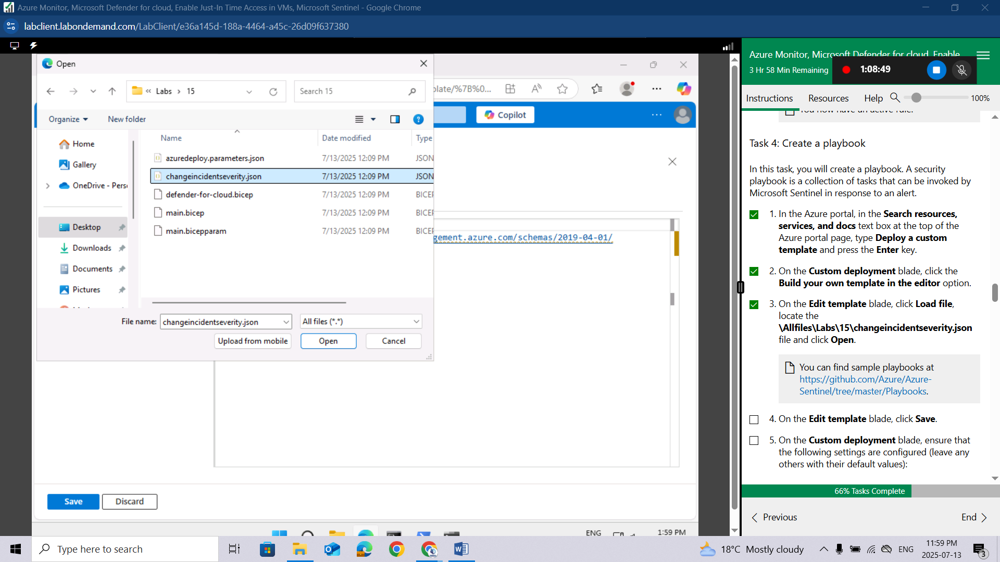 Azure Monitor, Microsoft Defender for cloud, Enable Just-In Time Access in VMs, Microsoft Sentinel - Google Chrome
labclient.labondemand.com/LabClient/e36a145d-188a-4464-a45c-26d09f637380
Open
Labs > 15
Search 15
Organize
New folder
Name
Date modified
Type
Home
Gallery
OneDrive - Pers
Desktop
Downloads
Documents
Pictures
azuredeploy.parameters.json 7/13/2025 12:09 PM JSON
changeincidentseverity.json 7/13/2025 12:09 PM JSON
defender-for-cloud.bicep 7/13/2025 12:09 PM BICEP
main.bicep 7/13/2025 12:09 PM BICEP
main.bicepparam 7/13/2025 12:09 PM BICEP
File name: changeincidentseverity.json
All files (*.*)
Upload from mobile
Open
Cancel
plate/%7B%0...
Copilot
gement.azure.com/schemas/2019-04-01/
Save
Discard
ENG
1:59 PM
Azure Monitor, Microsoft Defender for cloud, Enable
3 Hr 58 Min Remaining
1:08:49
Instructions
Resources
Help
100%
You now have an active rule.
Task 4: Create a playbook
In this task, you will create a playbook. A security
playbook is a collection of tasks that can be invoked by
Microsoft Sentinel in response to an alert.
1. In the Azure portal, in the Search resources,
services, and docs text box at the top of the
Azure portal page, type Deploy a custom
template and press the Enter key.
2. On the Custom deployment blade, click the
Build your own template in the editor option.
3. On the Edit template blade, click Load file,
locate the
\Allfiles\Labs\15\changeincidentseverity.json
file and click Open.
You can find sample playbooks at
https://github.com/Azure/Azure-
Sentinel/tree/master/Playbooks.
4. On the Edit template blade, click Save.
5. On the Custom deployment blade, ensure that
the following settings are configured (leave any
others with their default values):
66% Tasks Complete
Previous
End
Type here to search
18°C Mostly cloudy
ENG
11:59 PM
2025-07-13
3